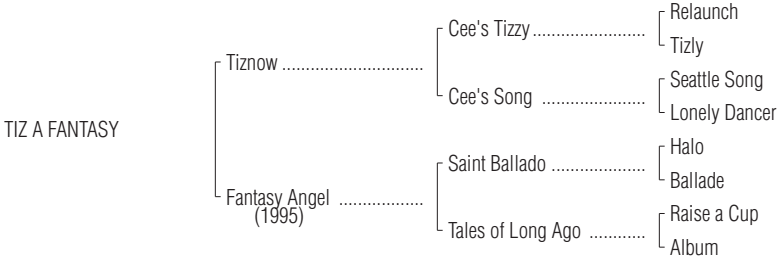 Relaunch
Cee's Tizzy ........................
Tizly
Tiznow .............................
Seattle Song
Cee's Song ......................
Lonely Dancer
TIZ A FANTASY
Halo
Saint Ballado ....................
Ballade
Fantasy Angel ..................
(1995)
Raise a Cup
Tales of Long Ago ............
Album